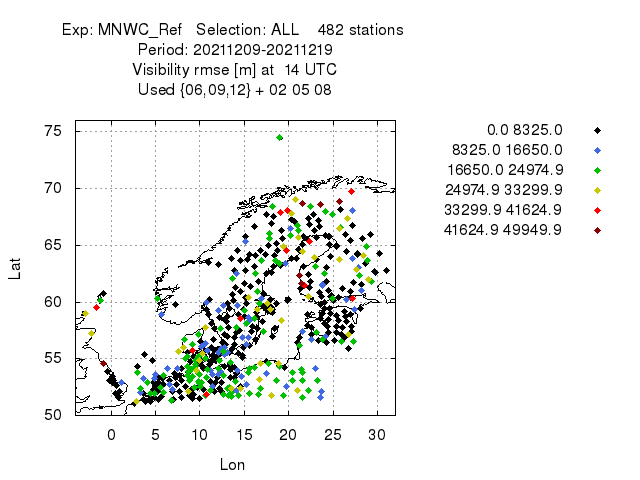 Exp: MNWC_Ref   Selection: ALL    482 stations
Period: 20211209-20211219
Visibility rmse [m] at  14 UTC
Used {06,09,12} + 02 05 08
0.0 8325.0
8325.0 16650.0
16650.0 24974.9
24974.9 33299.9
33299.9 41624.9
41624.9 49949.9
75
70
65
60
55
50
Lat
0 5 10 15 20 25 30
Lon